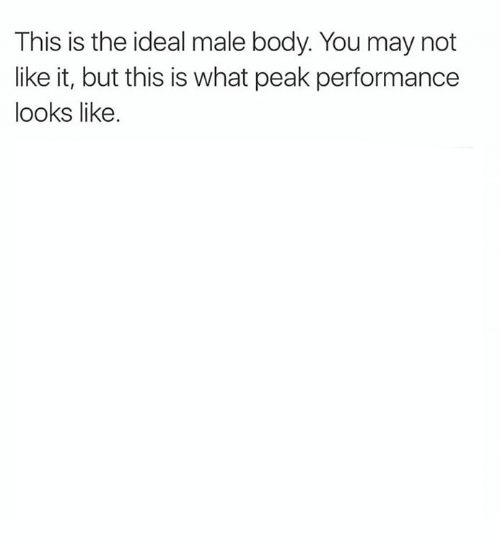 This is the ideal male body. You may not
like it, but this is what peak performance
looks like.